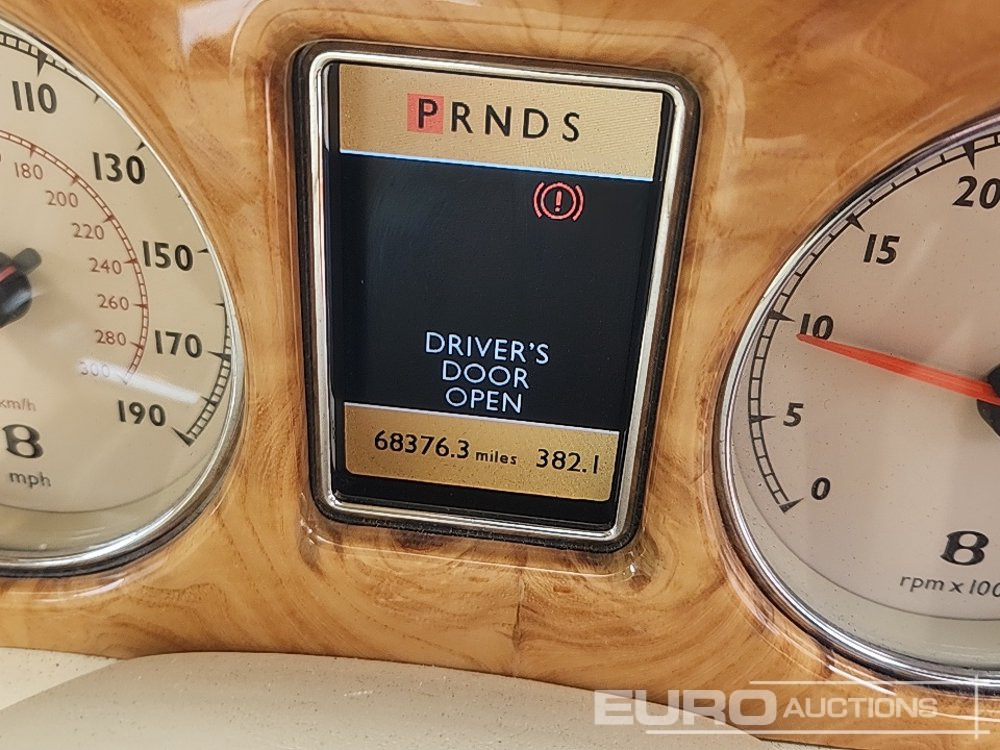 110
130
150
170
190
180
200
220
240
260
280
300
km/h
B
mph
PRNDS
DRIVER'S
DOOR
OPEN
68376.3 miles 382.1
20
15
10
5
0
B
rpm x 100
EURO AUCTIONS